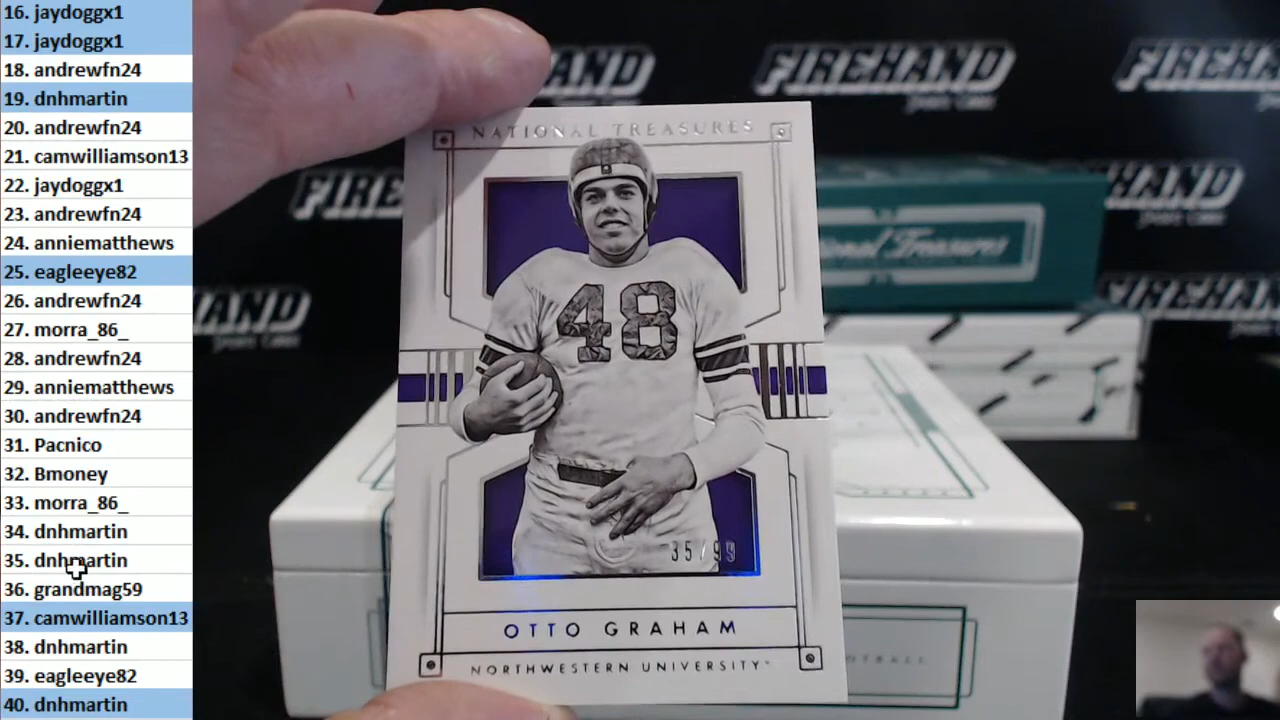 16. jaydoggx1
17. jaydoggx1
18. andrewfn24
19. dnhmartin
20. andrewfn24
21. camwilliamson13
22. jaydoggx1
23. andrewfn24
24. anniematthews
25. eagleeye82
26. andrewfn24
27. morra_86_
28. andrewfn24
29. anniematthews
30. andrewfn24
31. Pacnico
32. Bmoney
33. morra_86_
34. dnhmartin
35. dnhmartin
36. grandmag59
37. camwilliamson13
38. dnhmartin
39. eagleeye82
40. dnhmartin
NATIONAL TREASURES
48
35/99
OTTO GRAHAM
NORTHWESTERN UNIVERSITY
FIREHAND
FIREHAND
Treasures